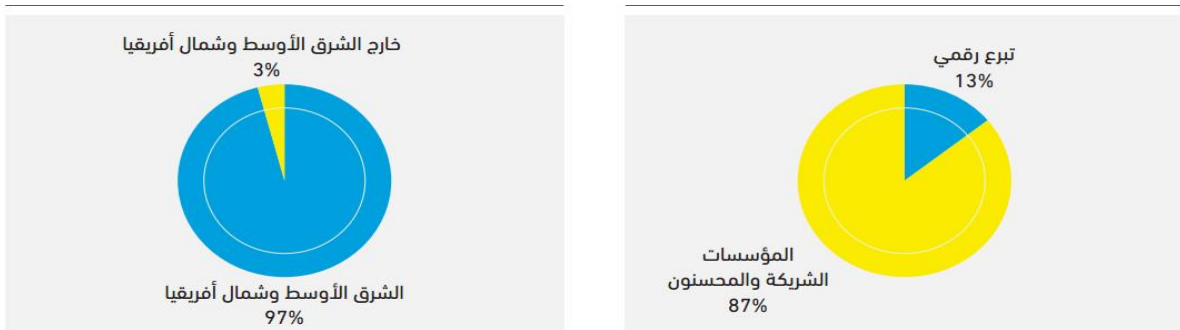 تبرع رقمي
13%
المؤسسات
الشريكة والمحسنون
87%
خارج الشرق الأوسط وشمال أفريقيا
3%
الشرق الأوسط وشمال أفريقيا
97%